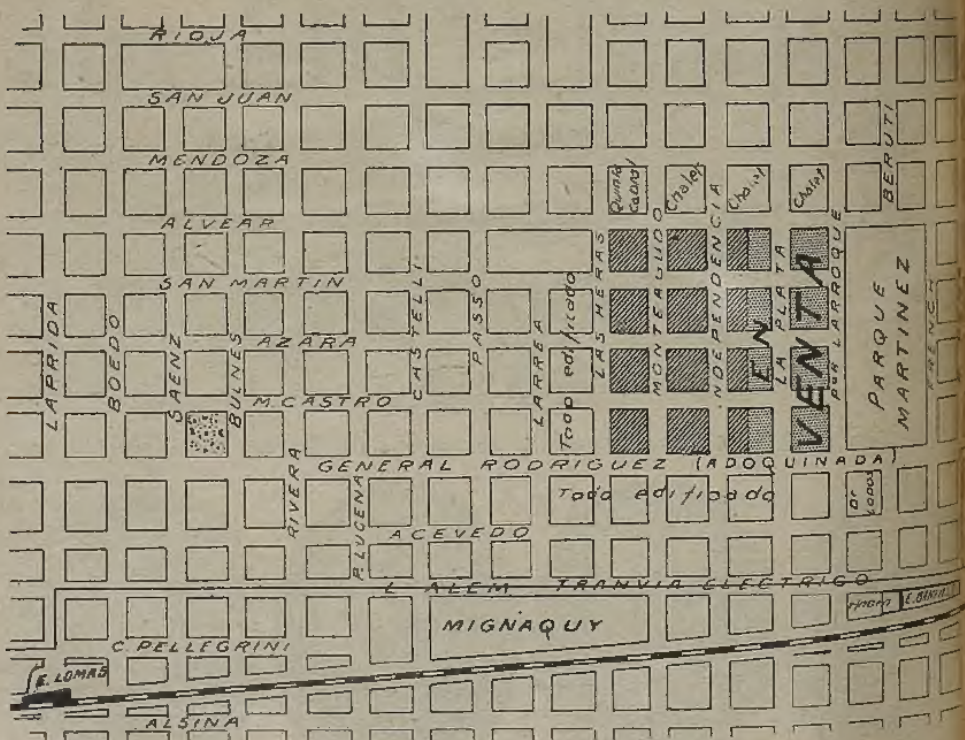 RIOJA
SAN JUAN
MENDOZA
ALVEAR
SAN MARTIN
AZARA
M. CASTRO
GENERAL RODRIGUEZ (ADOQUINADA)
ACEVEDO
L. ALEM TRANVIA ELECTRICO
C. PELLEGRINI
ALSINA
LAPRIDA
BOEDO
SAENZ
BULNES
RIVERA
P. LUCENA
CASTELLI
PASSO
LARREA
Todo edificado
LAS HERAS
MONTEAGUDO
INDEPENDENCIA
LA PLATA
POR LARROQUE
BERUTI
FRENCH
Quinta
Chalet
Chalet
Chalet
EN
VENTA
PARQUE
MARTINEZ
Todo edificado
MIGNAQUY
E. LOMAS